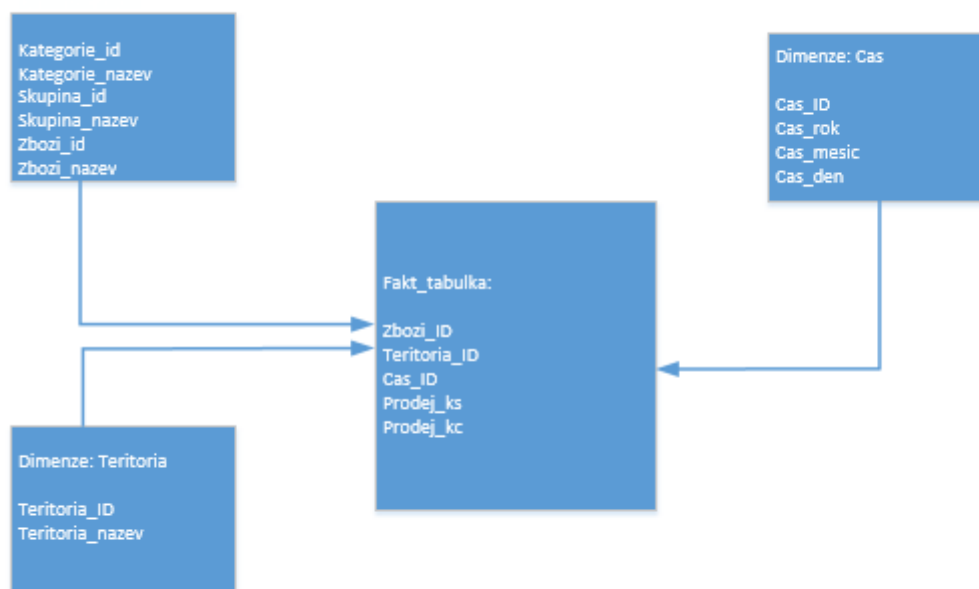 Kategorie_id
Kategorie_nazev
Skupina_id
Skupina_nazev
Zbozi_id
Zbozi_nazev
Dimenze: Cas
Cas_ID
Cas_rok
Cas_mesic
Cas_den
Fakt_tabulka:
Zbozi_ID
Teritoria_ID
Cas_ID
Prodej_ks
Prodej_kc
Dimenze: Teritoria
Teritoria_ID
Teritoria_nazev